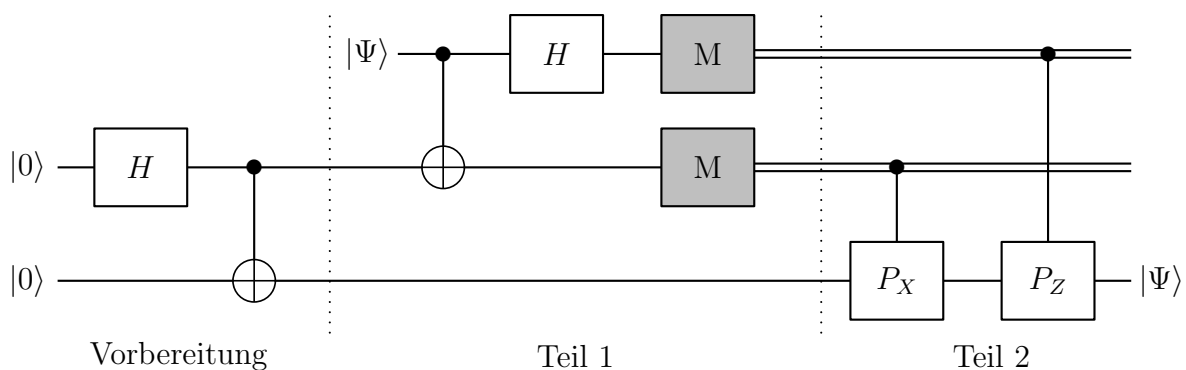 |Ψ⟩ H M
|0⟩ H M
|0⟩ P_X P_Z |Ψ⟩
Vorbereitung Teil 1 Teil 2